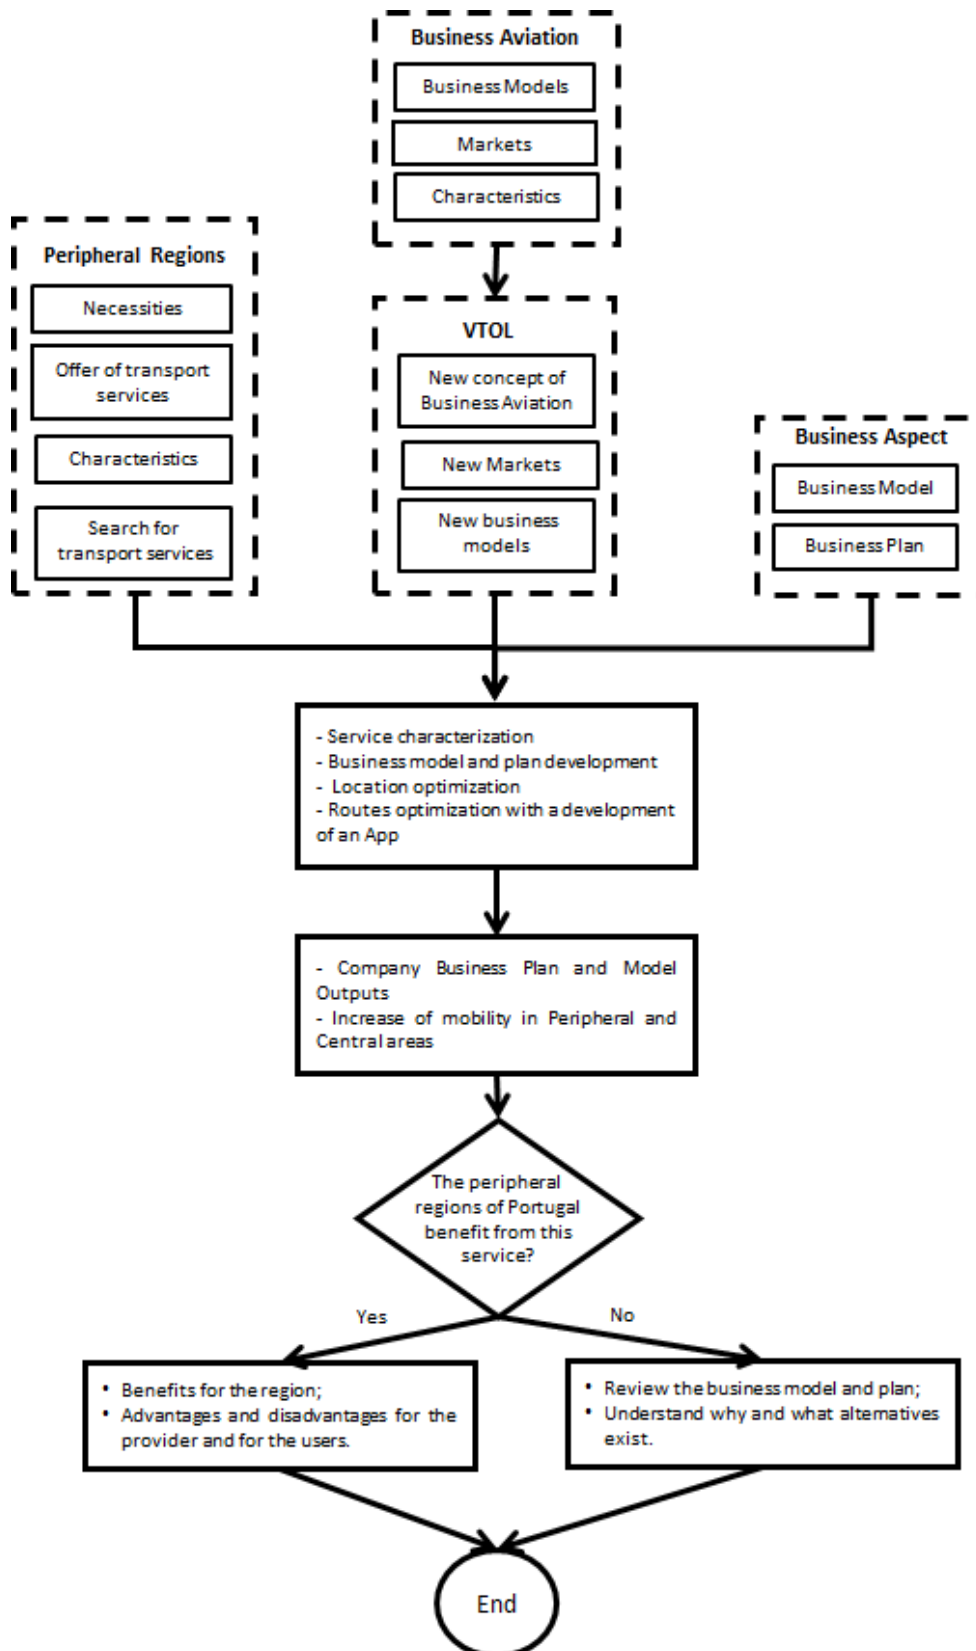 Business Aviation
Business Models
Markets
Characteristics
Peripheral Regions
Necessities
Offer of transport
services
Characteristics
Search for
transport services
VTOL
New concept of
Business Aviation
New Markets
New business
models
Business Aspect
Business Model
Business Plan
- Service characterization
- Business model and plan development
- Location optimization
- Routes optimization with a development
of an App
- Company Business Plan and Model
Outputs
- Increase of mobility in Peripheral and
Central areas
The peripheral
regions of Portugal
benefit from this
service?
Yes
No
• Benefits for the region;
• Advantages and disadvantages for the
provider and for the users.
• Review the business model and plan;
• Understand why and what alternatives
exist.
End